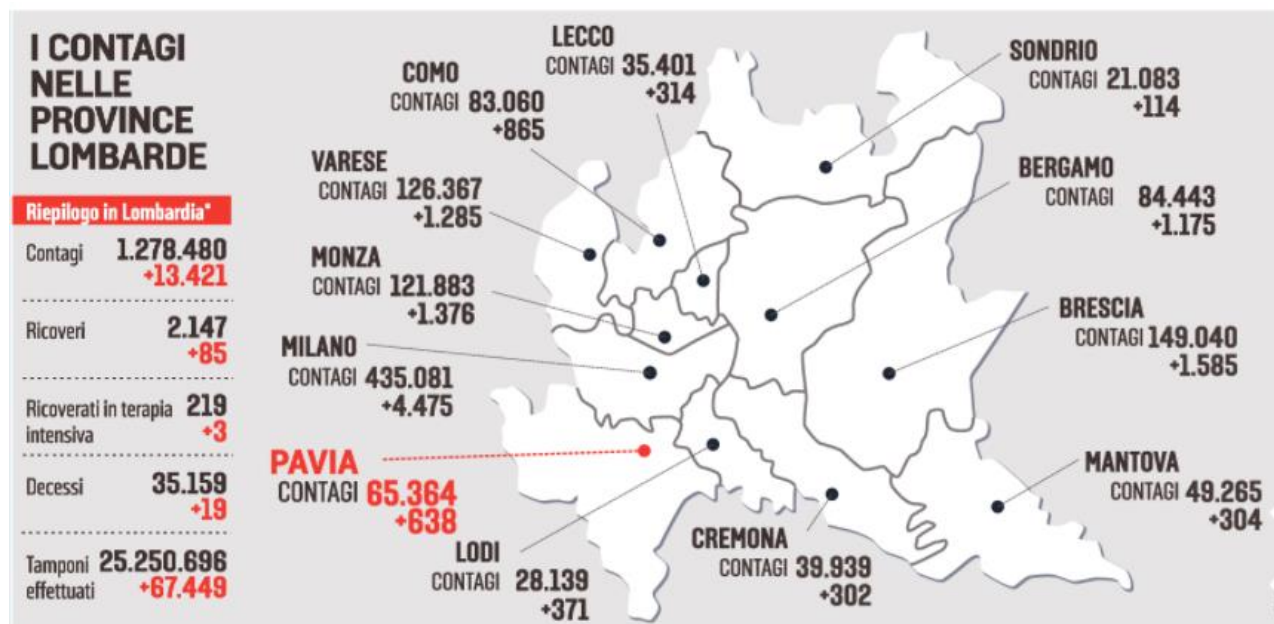 I CONTAGI
NELLE
PROVINCE
LOMBARDE
Riepilogo in Lombardia*
Contagi 1.278.480
+13.421
Ricoveri 2.147
+85
Ricoverati in terapia intensiva 219
+3
Decessi 35.159
+19
Tamponi effettuati 25.250.696
+67.449
LECCO
CONTAGI 35.401
+314
SONDRIO
CONTAGI 21.083
+114
COMO
CONTAGI 83.060
+865
VARESE
CONTAGI 126.367
+1.285
BERGAMO
CONTAGI 84.443
+1.175
MONZA
CONTAGI 121.883
+1.376
BRESCIA
CONTAGI 149.040
+1.585
MILANO
CONTAGI 435.081
+4.475
PAVIA
CONTAGI 65.364
+638
MANTOVA
CONTAGI 49.265
+304
LODI
CONTAGI 28.139
+371
CREMONA
CONTAGI 39.939
+302